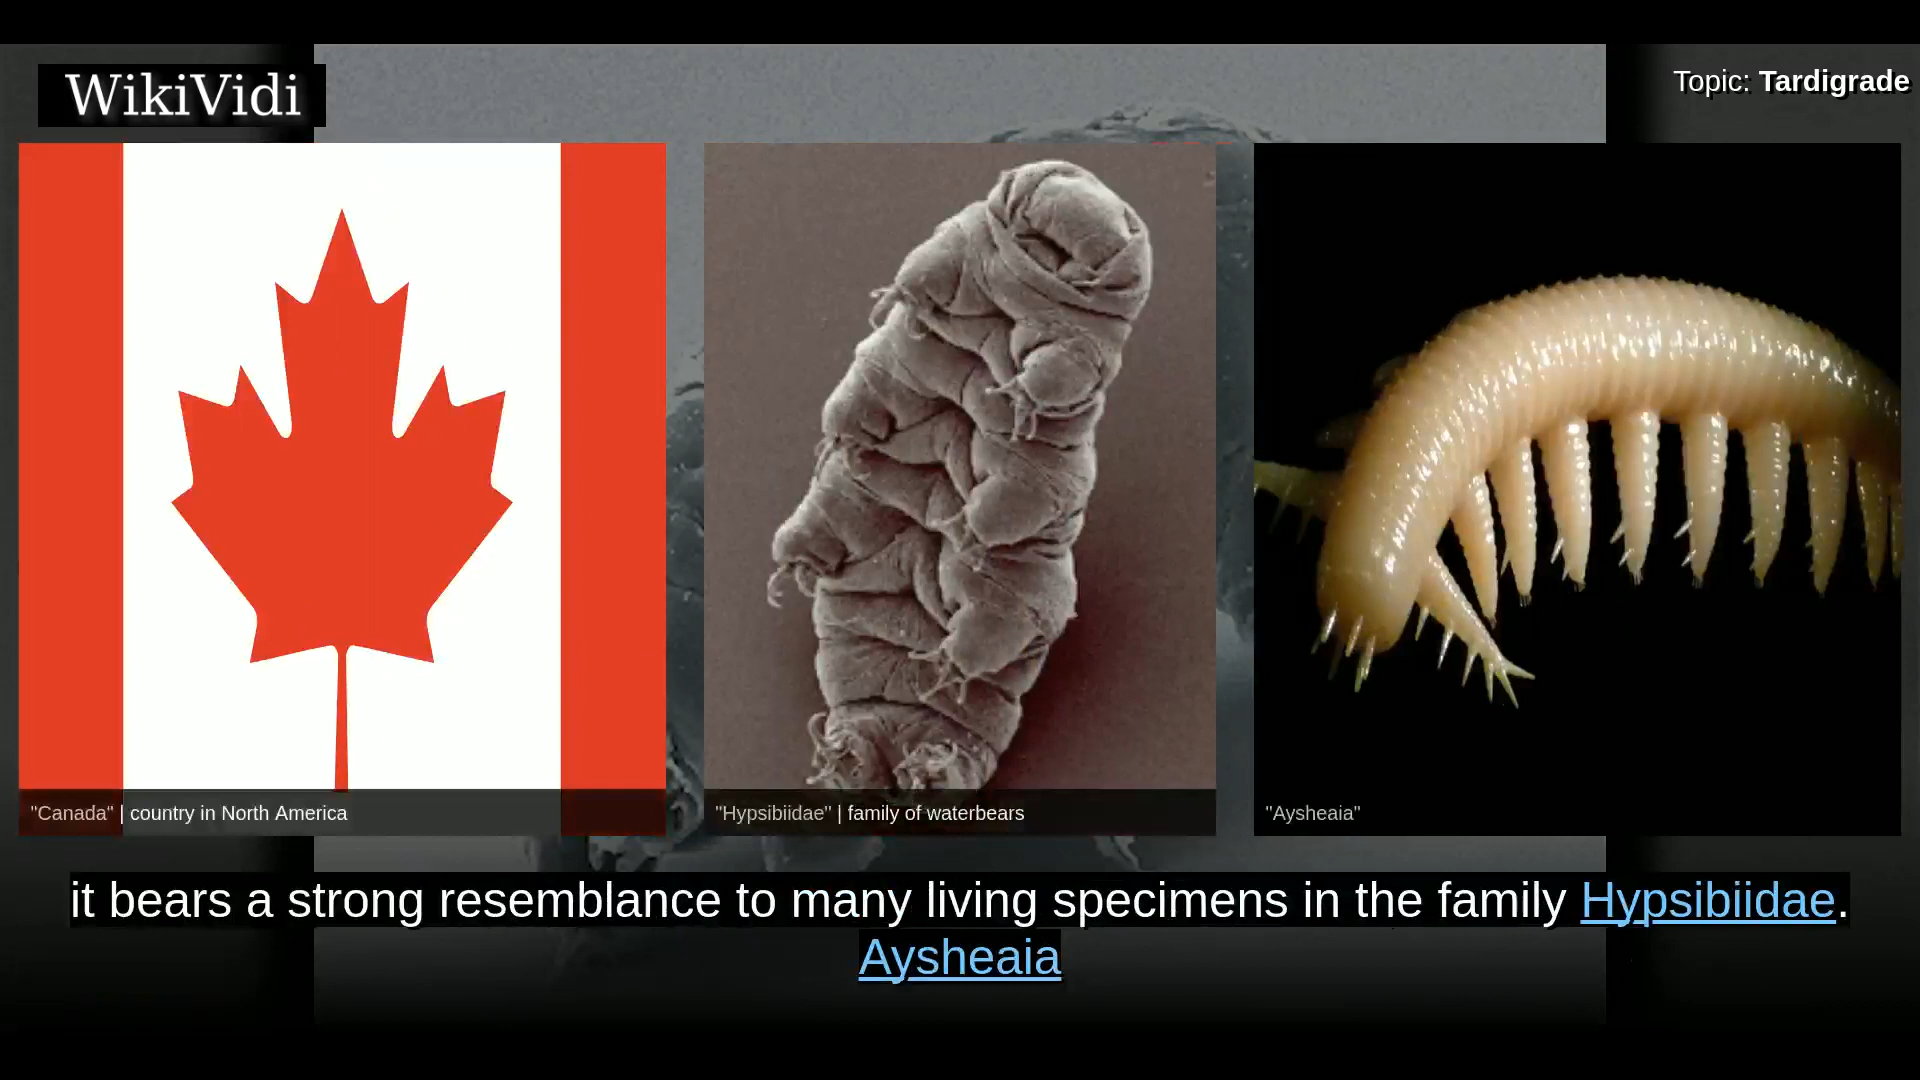 WikiVidi
Topic: Tardigrade
"Canada" | country in North America
"Hypsibiidae" | family of waterbears
"Aysheaia"
it bears a strong resemblance to many living specimens in the family Hypsibiidae.
Aysheaia